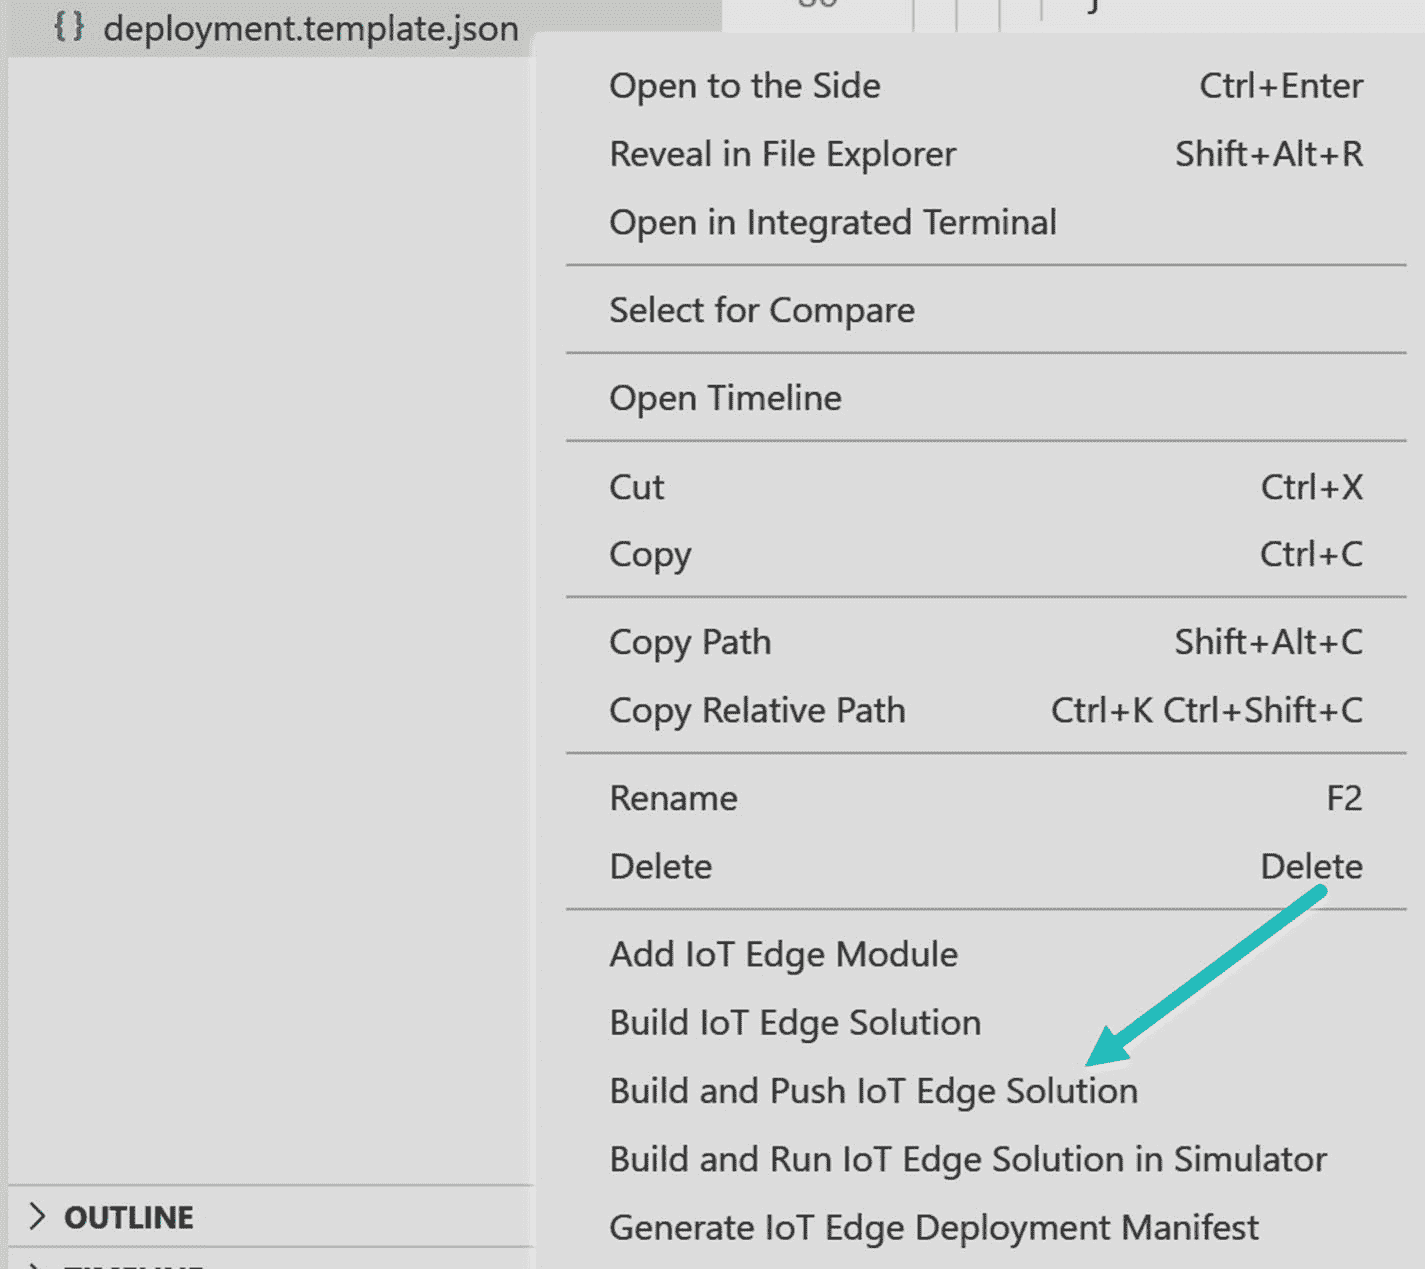 {} deployment.template.json
Open to the Side Ctrl+Enter
Reveal in File Explorer Shift+Alt+R
Open in Integrated Terminal
Select for Compare
Open Timeline
Cut Ctrl+X
Copy Ctrl+C
Copy Path Shift+Alt+C
Copy Relative Path Ctrl+K Ctrl+Shift+C
Rename F2
Delete Delete
Add IoT Edge Module
Build IoT Edge Solution
Build and Push IoT Edge Solution
Build and Run IoT Edge Solution in Simulator
Generate IoT Edge Deployment Manifest
OUTLINE